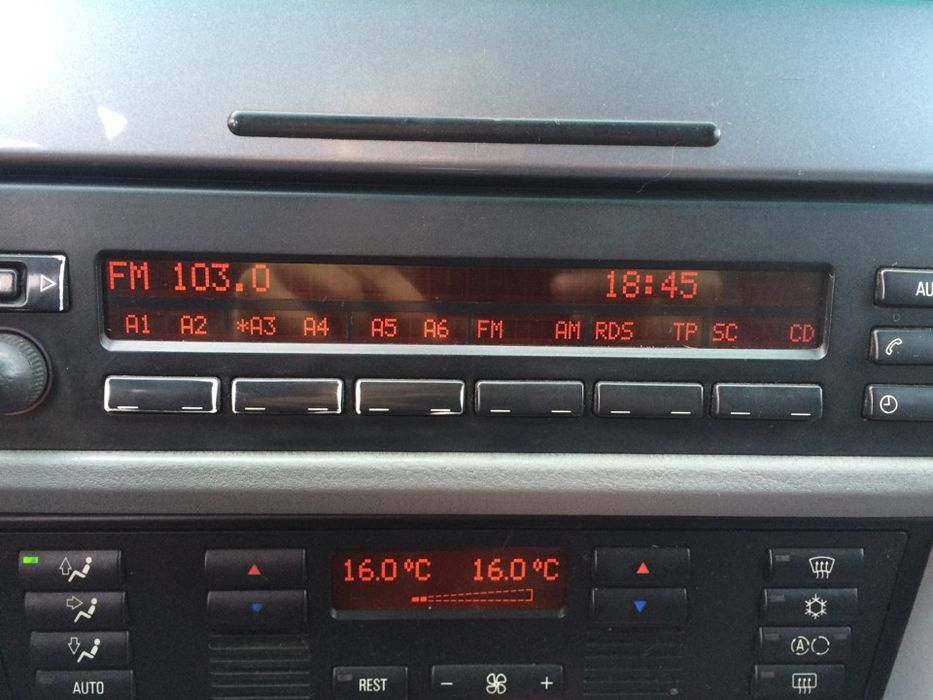 FM 103.0 18:45
A1 A2 *A3 A4 A5 A6 FM AM RDS TP SC CD
AU
16.0°C 16.0°C
A
AUTO
REST
- +